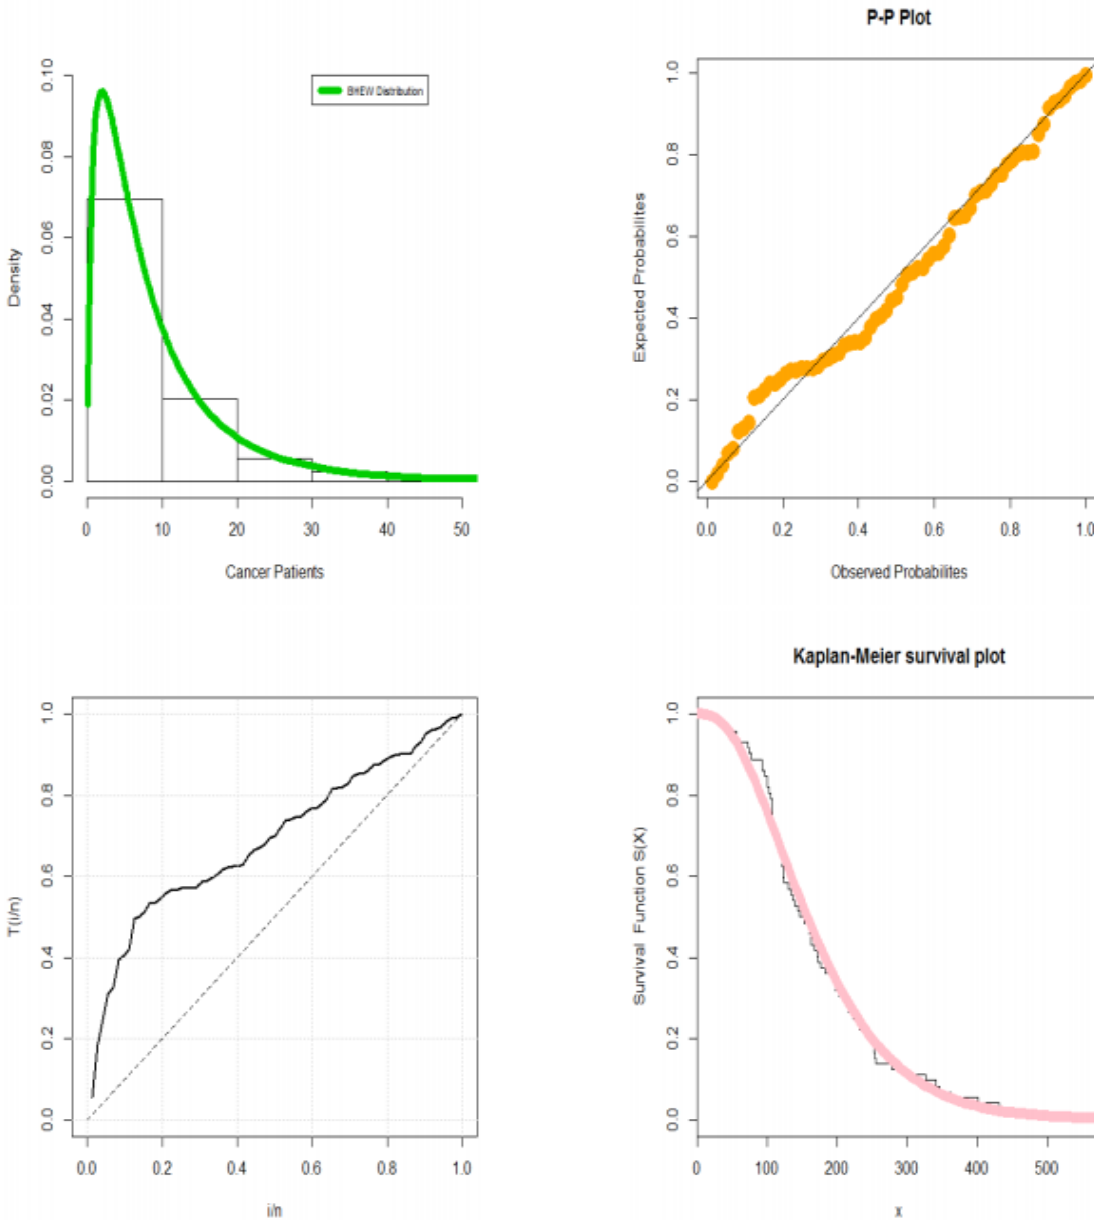 P-P Plot
0.00 0.02 0.04 0.06 0.08 0.10
Density
BHEW Distribution
0 10 20 30 40 50
Cancer Patients
0.0 0.2 0.4 0.6 0.8 1.0
Expected Probabilites
0.0 0.2 0.4 0.6 0.8 1.0
Observed Probabilites
0.0 0.2 0.4 0.6 0.8 1.0
T(i/n)
0.0 0.2 0.4 0.6 0.8 1.0
i/n
Kaplan-Meier survival plot
0.0 0.2 0.4 0.6 0.8 1.0
Survival Function S(X)
0 100 200 300 400 500
x